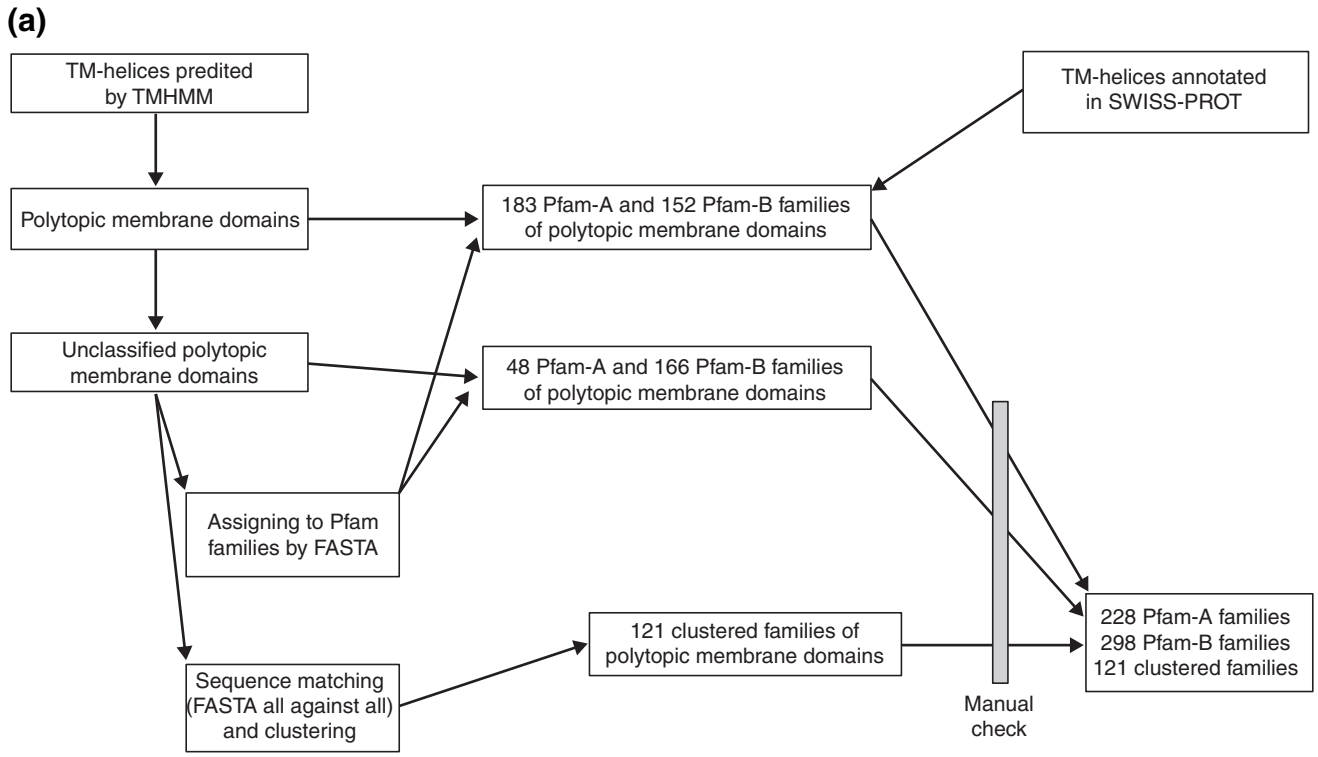 (a)
TM-helices predited
by TMHMM
TM-helices annotated
in SWISS-PROT
Polytopic membrane domains
183 Pfam-A and 152 Pfam-B families
of polytopic membrane domains
Unclassified polytopic
membrane domains
48 Pfam-A and 166 Pfam-B families
of polytopic membrane domains
Assigning to Pfam
families by FASTA
121 clustered families of
polytopic membrane domains
228 Pfam-A families
298 Pfam-B families
121 clustered families
Sequence matching
(FASTA all against all)
and clustering
Manual
check